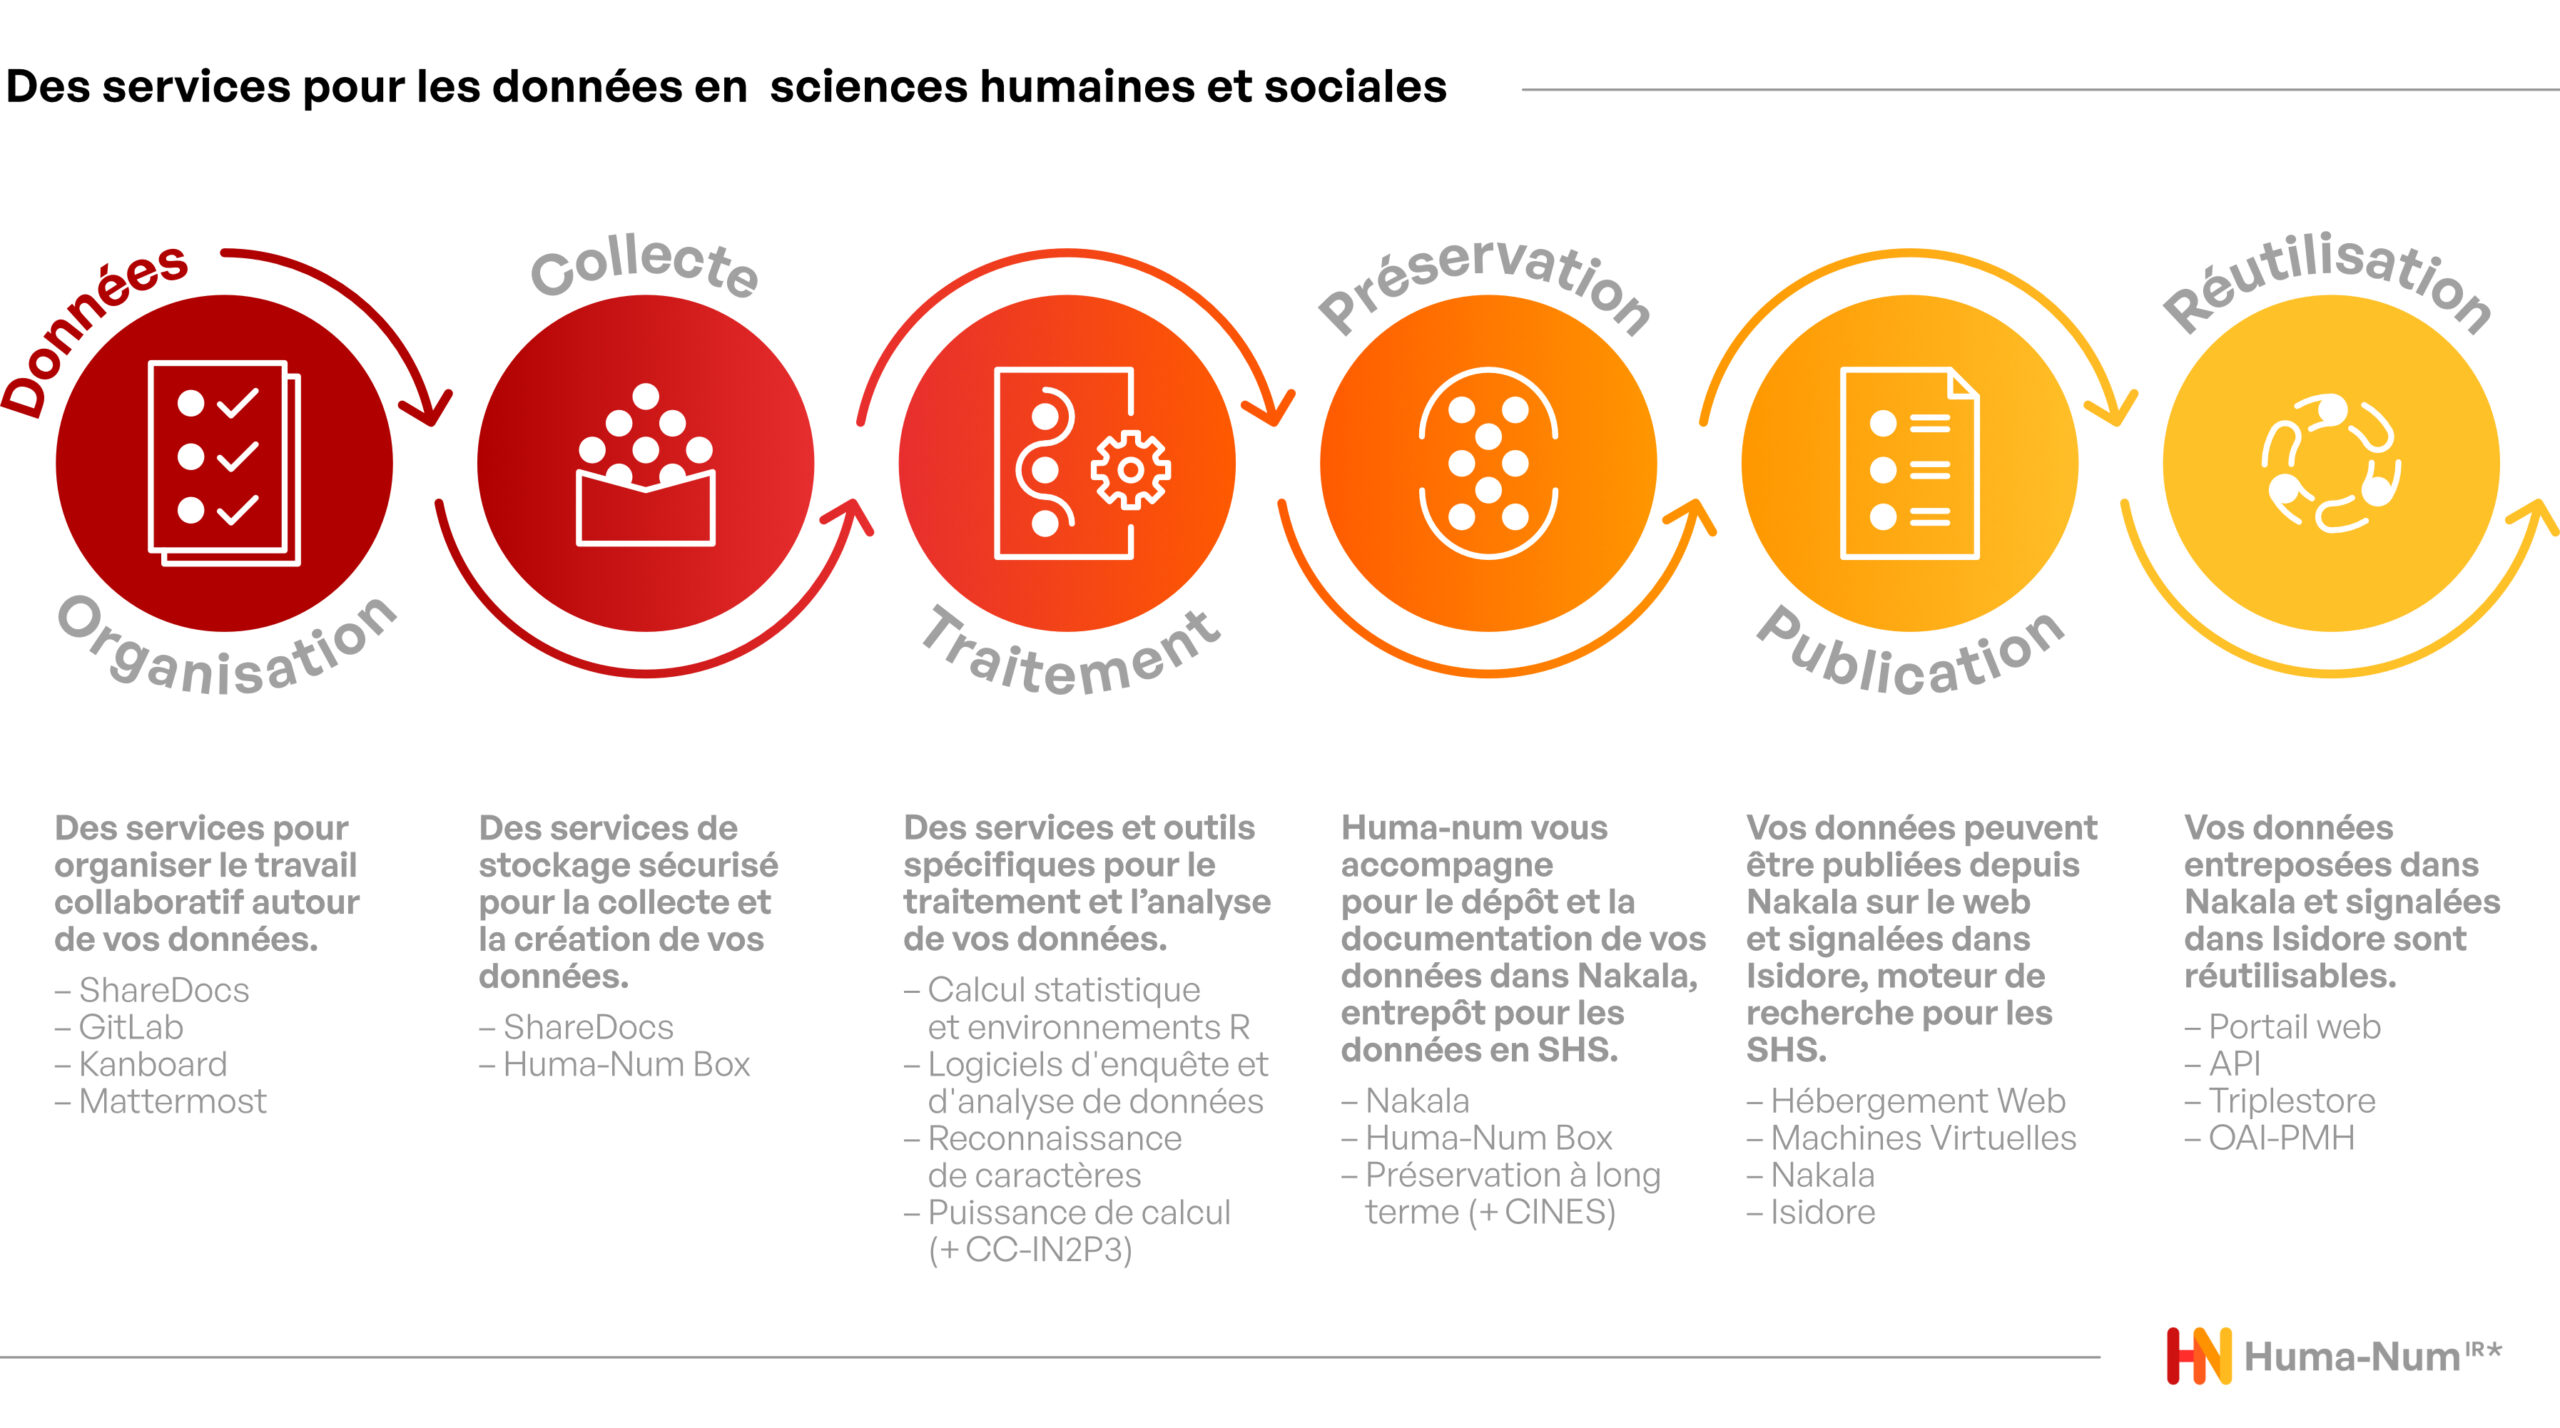 Des services pour les données en  sciences humaines et sociales
Données
Organisation
Collecte
Traitement
Préservation
Publication
Réutilisation
Des services pour
organiser le travail
collaboratif autour
de vos données.
– ShareDocs
– GitLab
– Kanboard
– Mattermost
Des services de
stockage sécurisé
pour la collecte et
la création de vos
données.
– ShareDocs
– Huma-Num Box
Des services et outils
spécifiques pour le
traitement et l’analyse
de vos données.
– Calcul statistique
et environnements R
– Logiciels d'enquête et
d'analyse de données
– Reconnaissance
de caractères
– Puissance de calcul
(+ CC-IN2P3)
Huma-num vous
accompagne
pour le dépôt et la
documentation de vos
données dans Nakala,
entrepôt pour les
données en SHS.
– Nakala
– Huma-Num Box
– Préservation à long
terme (+ CINES)
Vos données peuvent
être publiées depuis
Nakala sur le web
et signalées dans
Isidore, moteur de
recherche pour les
SHS.
– Hébergement Web
– Machines Virtuelles
– Nakala
– Isidore
Vos données
entreposées dans
Nakala et signalées
dans Isidore sont
réutilisables.
– Portail web
– API
– Triplestore
– OAI-PMH
HN Huma-Num IR*